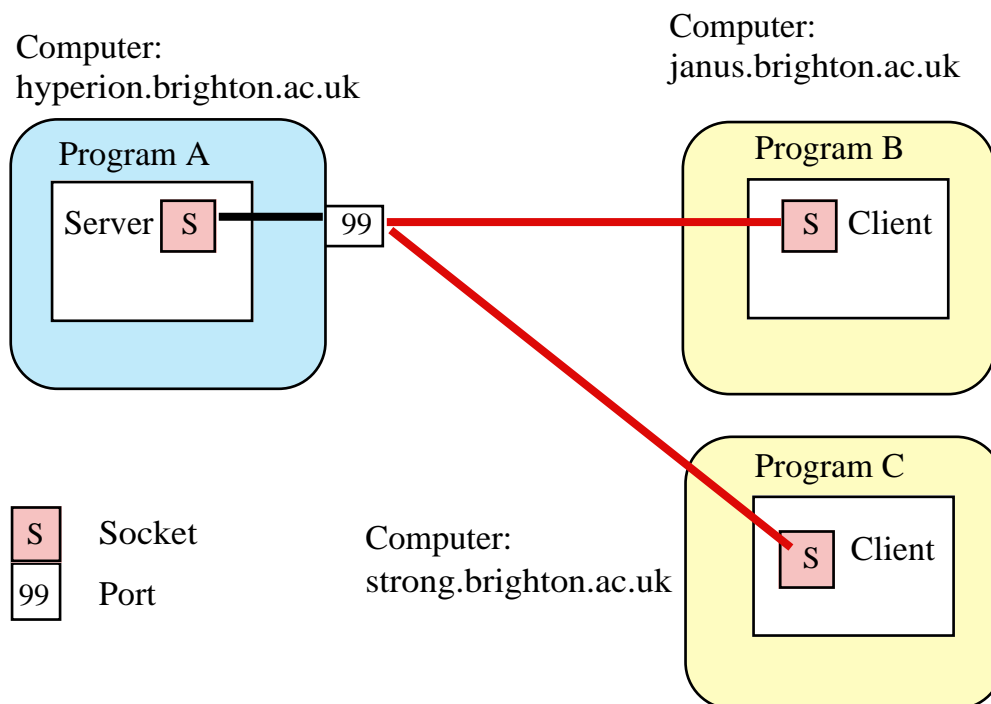 Computer:
hyperion.brighton.ac.uk
Computer:
janus.brighton.ac.uk
Program A
Server S
99
Program B
S Client
Program C
S Client
Computer:
strong.brighton.ac.uk
S Socket
99 Port